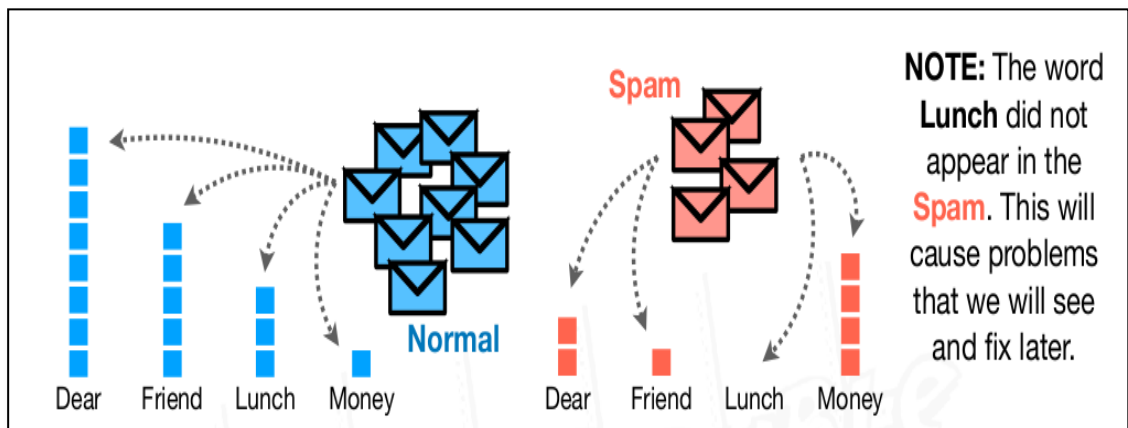 Spam
Normal
Dear Friend Lunch Money
Dear Friend Lunch Money
NOTE: The word
Lunch did not
appear in the
Spam. This will
cause problems
that we will see
and fix later.